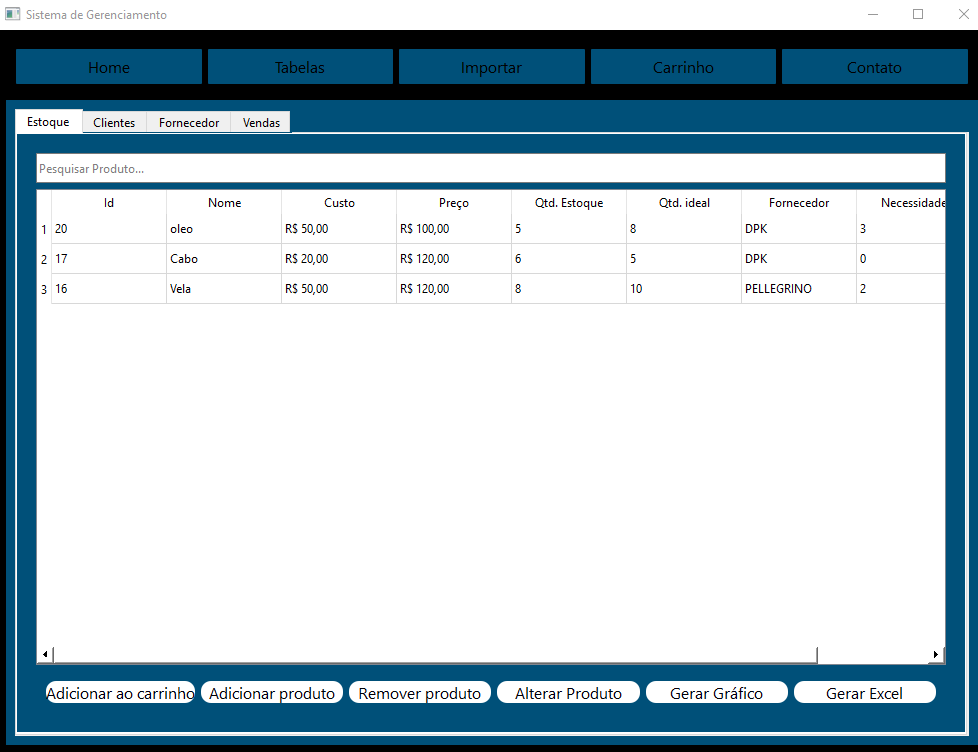 Sistema de Gerenciamento
Home Tabelas Importar Carrinho Contato
Estoque Clientes Fornecedor Vendas
Pesquisar Produto...
Id Nome Custo Preço Qtd. Estoque Qtd. ideal Fornecedor Necessidade
1 20 oleo R$ 50,00 R$ 100,00 5 8 DPK 3
2 17 Cabo R$ 20,00 R$ 120,00 6 5 DPK 0
3 16 Vela R$ 50,00 R$ 120,00 8 10 PELLEGRINO 2
Adicionar ao carrinho Adicionar produto Remover produto Alterar Produto Gerar Gráfico Gerar Excel